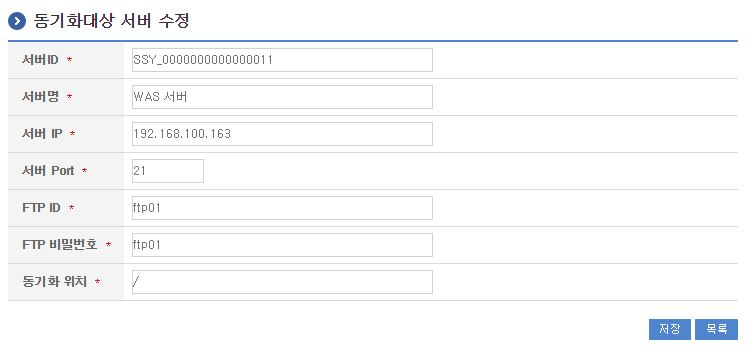 동기화대상 서버 수정
서버ID * SSY_0000000000000011
서버명 * WAS 서버
서버 IP * 192.168.100.163
서버 Port * 21
FTP ID * ftp01
FTP 비밀번호 * ftp01
동기화 위치 * /
저장 목록